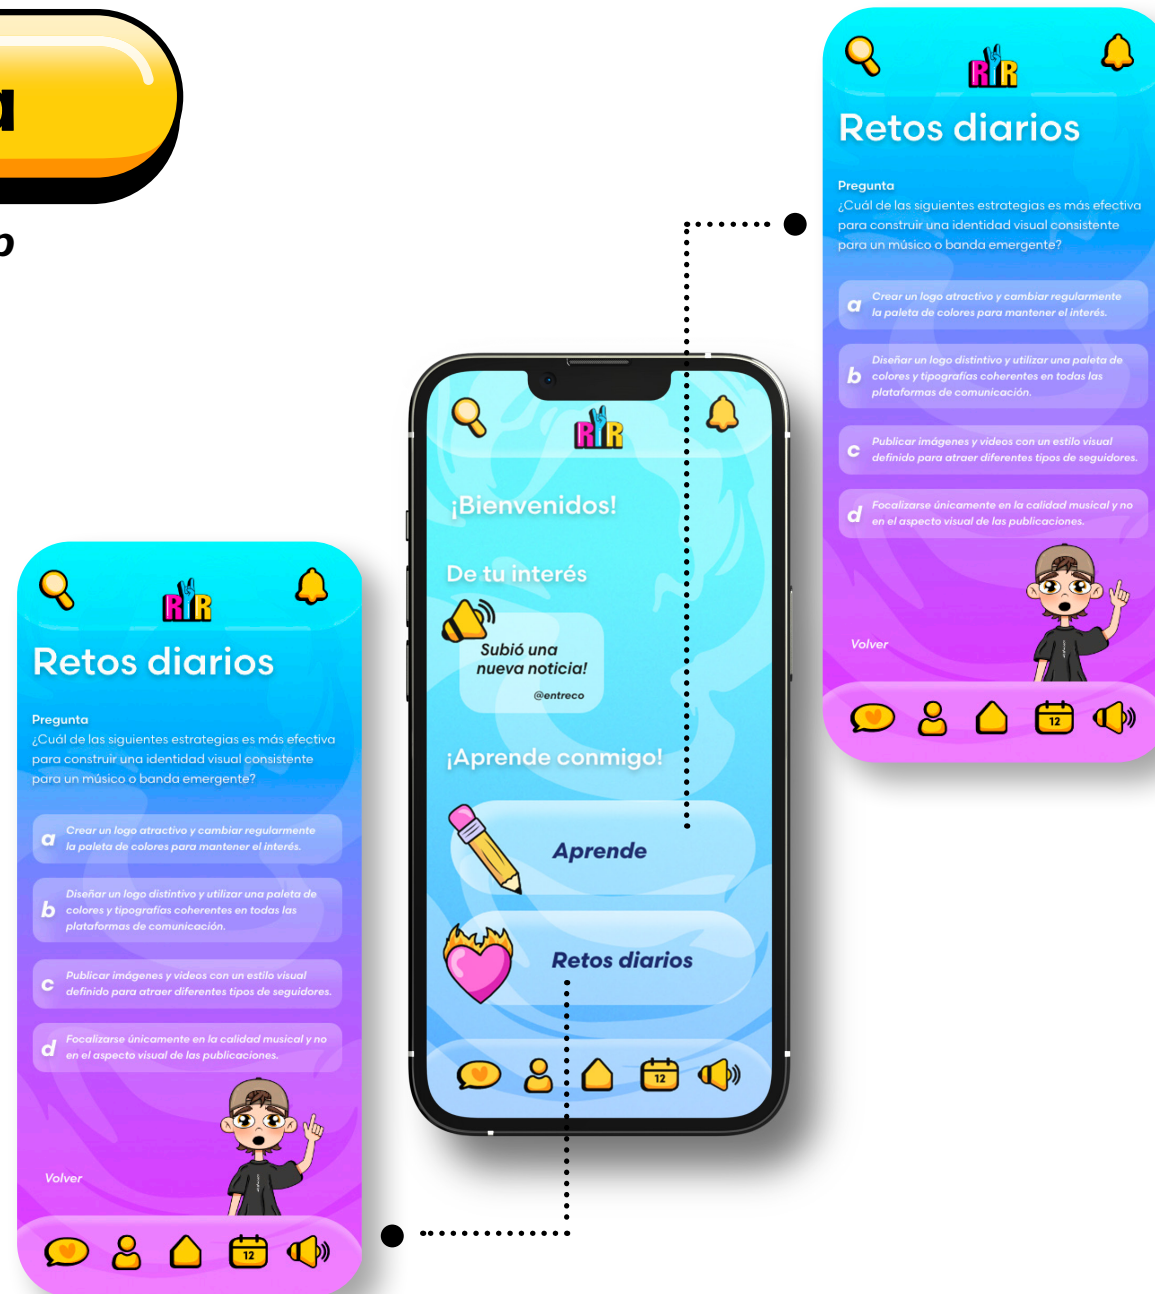 a
o
RYR
Retos diarios
Pregunta
¿Cuál de las siguientes estrategias es más efectiva
para construir una identidad visual consistente
para un músico o banda emergente?
a Crear un logo atractivo y cambiar regularmente
la paleta de colores para mantener el interés.
b Diseñar un logo distintivo y utilizar una paleta de
colores y tipografías coherentes en todas las
plataformas de comunicación.
c Publicar imágenes y videos con un estilo visual
definido para atraer diferentes tipos de seguidores.
d Focalizarse únicamente en la calidad musical y no
en el aspecto visual de las publicaciones.
Volver
12
RYR
¡Bienvenidos!
De tu interés
Subió una
nueva noticia!
@entreco
¡Aprende conmigo!
Aprende
Retos diarios
12
RYR
Retos diarios
Pregunta
¿Cuál de las siguientes estrategias es más efectiva
para construir una identidad visual consistente
para un músico o banda emergente?
a Crear un logo atractivo y cambiar regularmente
la paleta de colores para mantener el interés.
b Diseñar un logo distintivo y utilizar una paleta de
colores y tipografías coherentes en todas las
plataformas de comunicación.
c Publicar imágenes y videos con un estilo visual
definido para atraer diferentes tipos de seguidores.
d Focalizarse únicamente en la calidad musical y no
en el aspecto visual de las publicaciones.
Volver
12